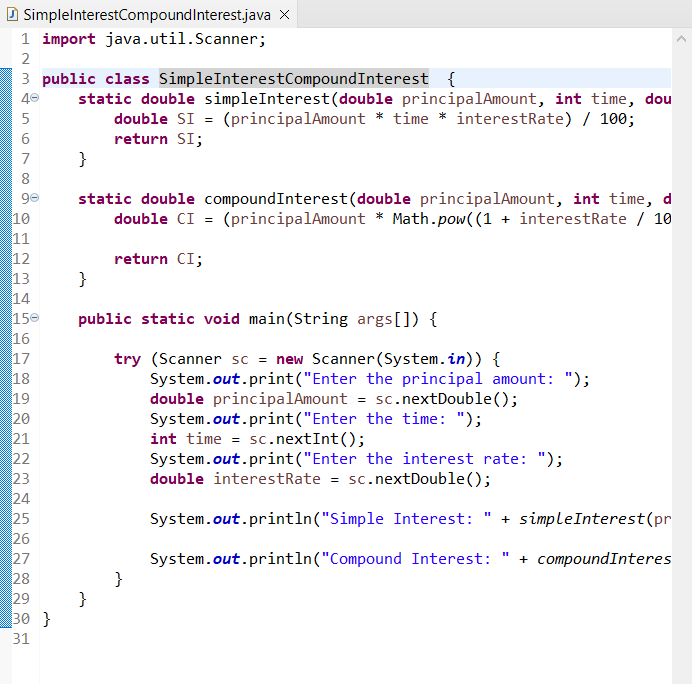 SimpleInterestCompoundInterest.java
1 import java.util.Scanner;
2
3 public class SimpleInterestCompoundInterest {
4 static double simpleInterest(double principalAmount, int time, dou
5 double SI = (principalAmount * time * interestRate) / 100;
6 return SI;
7 }
8
9 static double compoundInterest(double principalAmount, int time, d
10 double CI = (principalAmount * Math.pow((1 + interestRate / 10
11
12 return CI;
13 }
14
15 public static void main(String args[]) {
16
17 try (Scanner sc = new Scanner(System.in)) {
18 System.out.print("Enter the principal amount: ");
19 double principalAmount = sc.nextDouble();
20 System.out.print("Enter the time: ");
21 int time = sc.nextInt();
22 System.out.print("Enter the interest rate: ");
23 double interestRate = sc.nextDouble();
24
25 System.out.println("Simple Interest: " + simpleInterest(pr
26
27 System.out.println("Compound Interest: " + compoundInteres
28 }
29 }
30 }
31